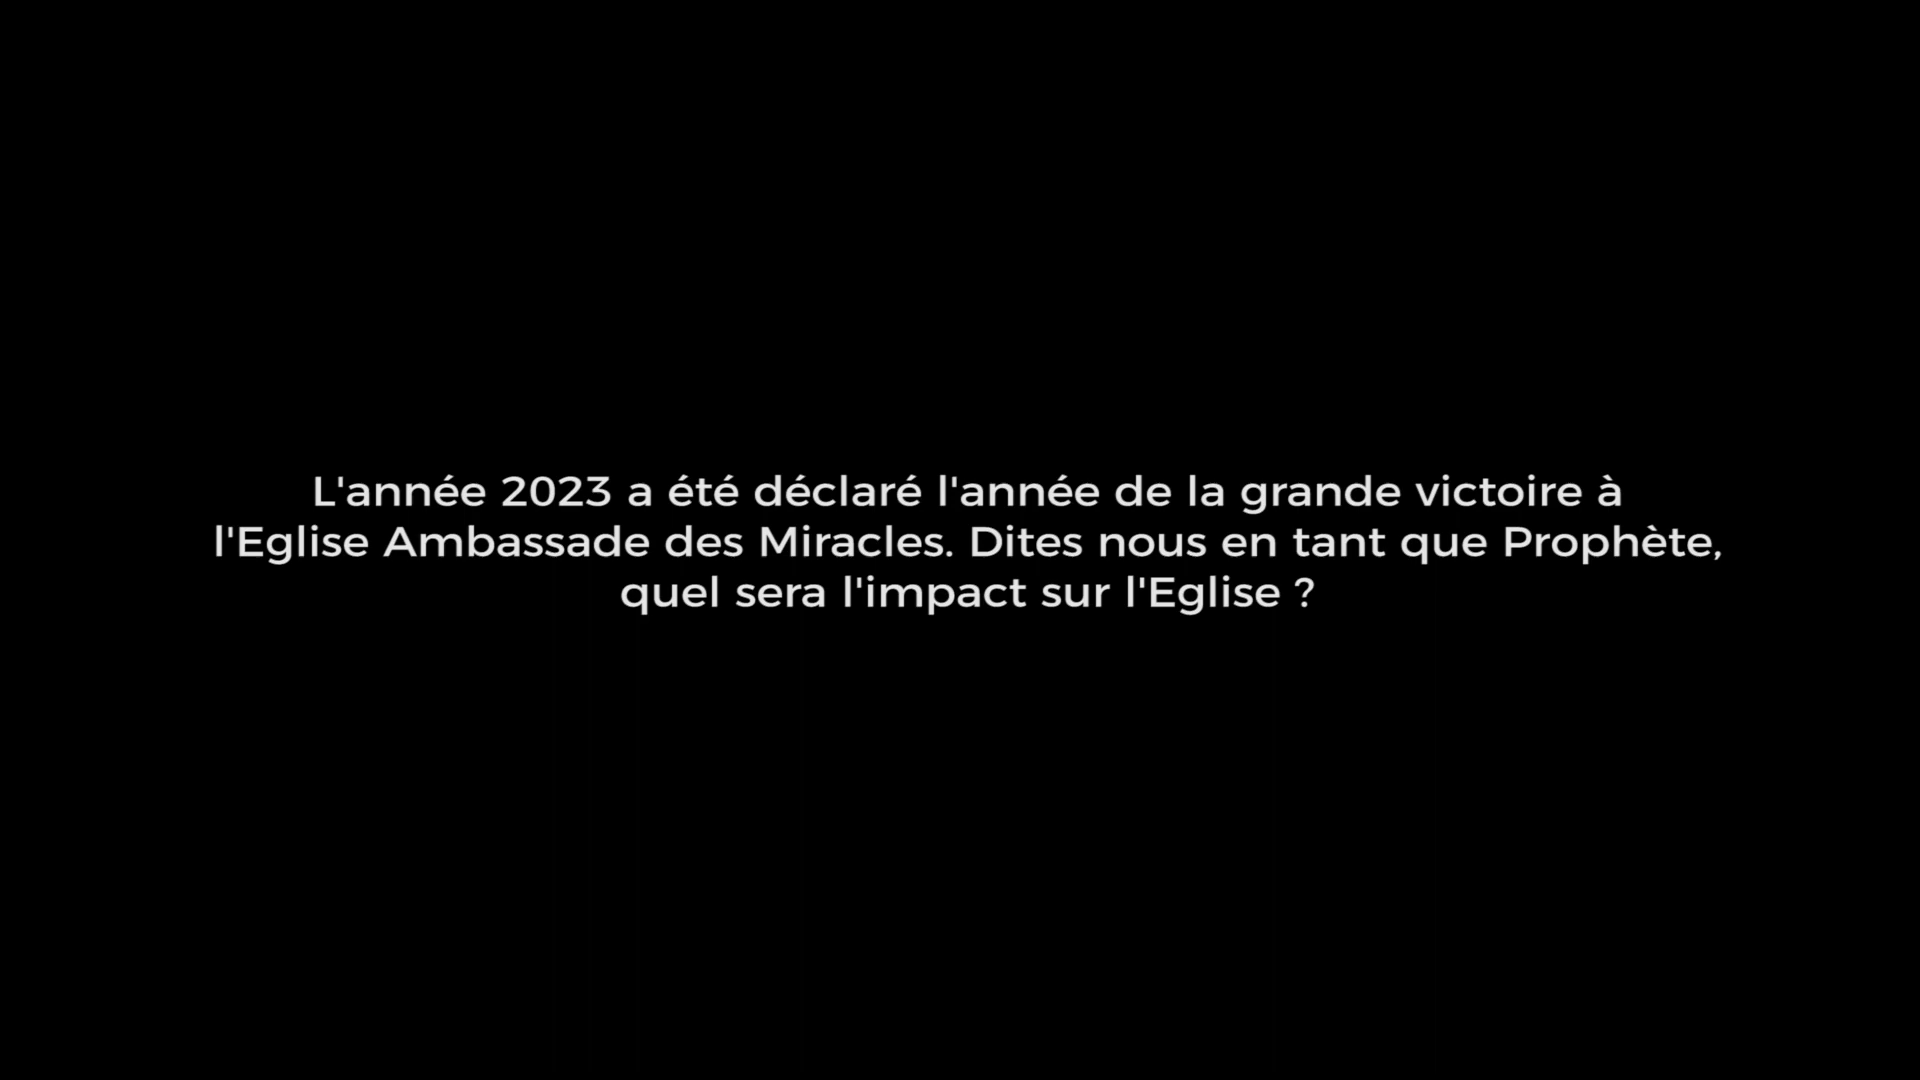 L'année 2023 a été déclaré l'année de la grande victoire à
l'Eglise Ambassade des Miracles. Dites nous en tant que Prophète,
quel sera l'impact sur l'Eglise ?